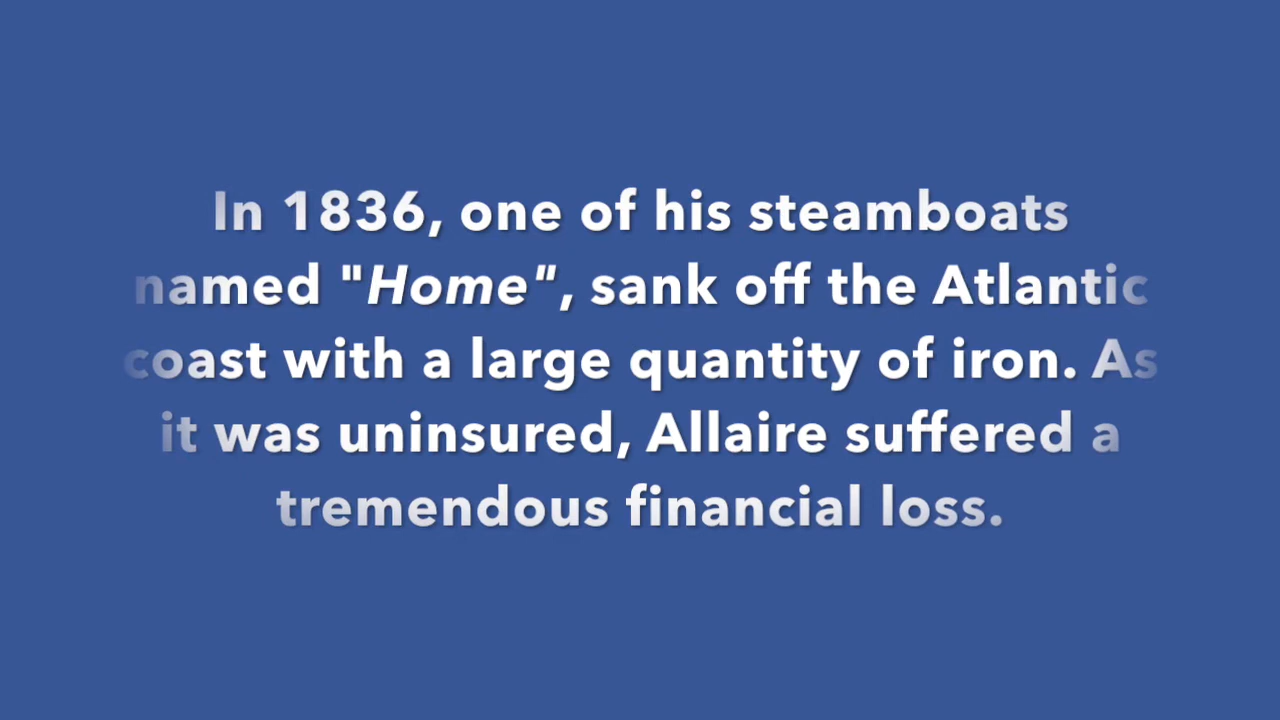 In 1836, one of his steamboats
named "Home", sank off the Atlantic
coast with a large quantity of iron. As
it was uninsured, Allaire suffered a
tremendous financial loss.